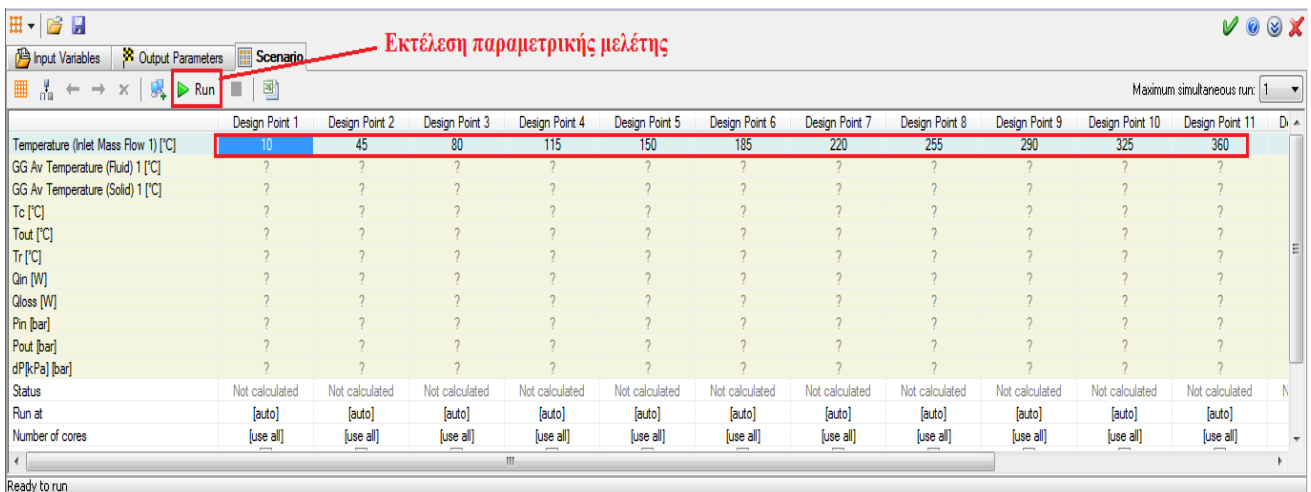 Εκτέλεση παραμετρικής μελέτης
Input Variables Output Parameters Scenario
Run Maximum simultaneous run: 1
Design Point 1 Design Point 2 Design Point 3 Design Point 4 Design Point 5 Design Point 6 Design Point 7 Design Point 8 Design Point 9 Design Point 10 Design Point 11
Temperature (Inlet Mass Flow 1) [°C] 10 45 80 115 150 185 220 255 290 325 360
GG Av Temperature (Fluid) 1 [°C] ? ? ? ? ? ? ? ? ? ? ?
GG Av Temperature (Solid) 1 [°C] ? ? ? ? ? ? ? ? ? ? ?
Tc [°C] ? ? ? ? ? ? ? ? ? ? ?
Tout [°C] ? ? ? ? ? ? ? ? ? ? ?
Tr [°C] ? ? ? ? ? ? ? ? ? ? ?
Qin [W] ? ? ? ? ? ? ? ? ? ? ?
Qloss [W] ? ? ? ? ? ? ? ? ? ? ?
Pin [bar] ? ? ? ? ? ? ? ? ? ? ?
Pout [bar] ? ? ? ? ? ? ? ? ? ? ?
dP[kPa] [bar] ? ? ? ? ? ? ? ? ? ? ?
Status Not calculated Not calculated Not calculated Not calculated Not calculated Not calculated Not calculated Not calculated Not calculated Not calculated Not calculated
Run at [auto] [auto] [auto] [auto] [auto] [auto] [auto] [auto] [auto] [auto] [auto]
Number of cores [use all] [use all] [use all] [use all] [use all] [use all] [use all] [use all] [use all] [use all] [use all]
Ready to run